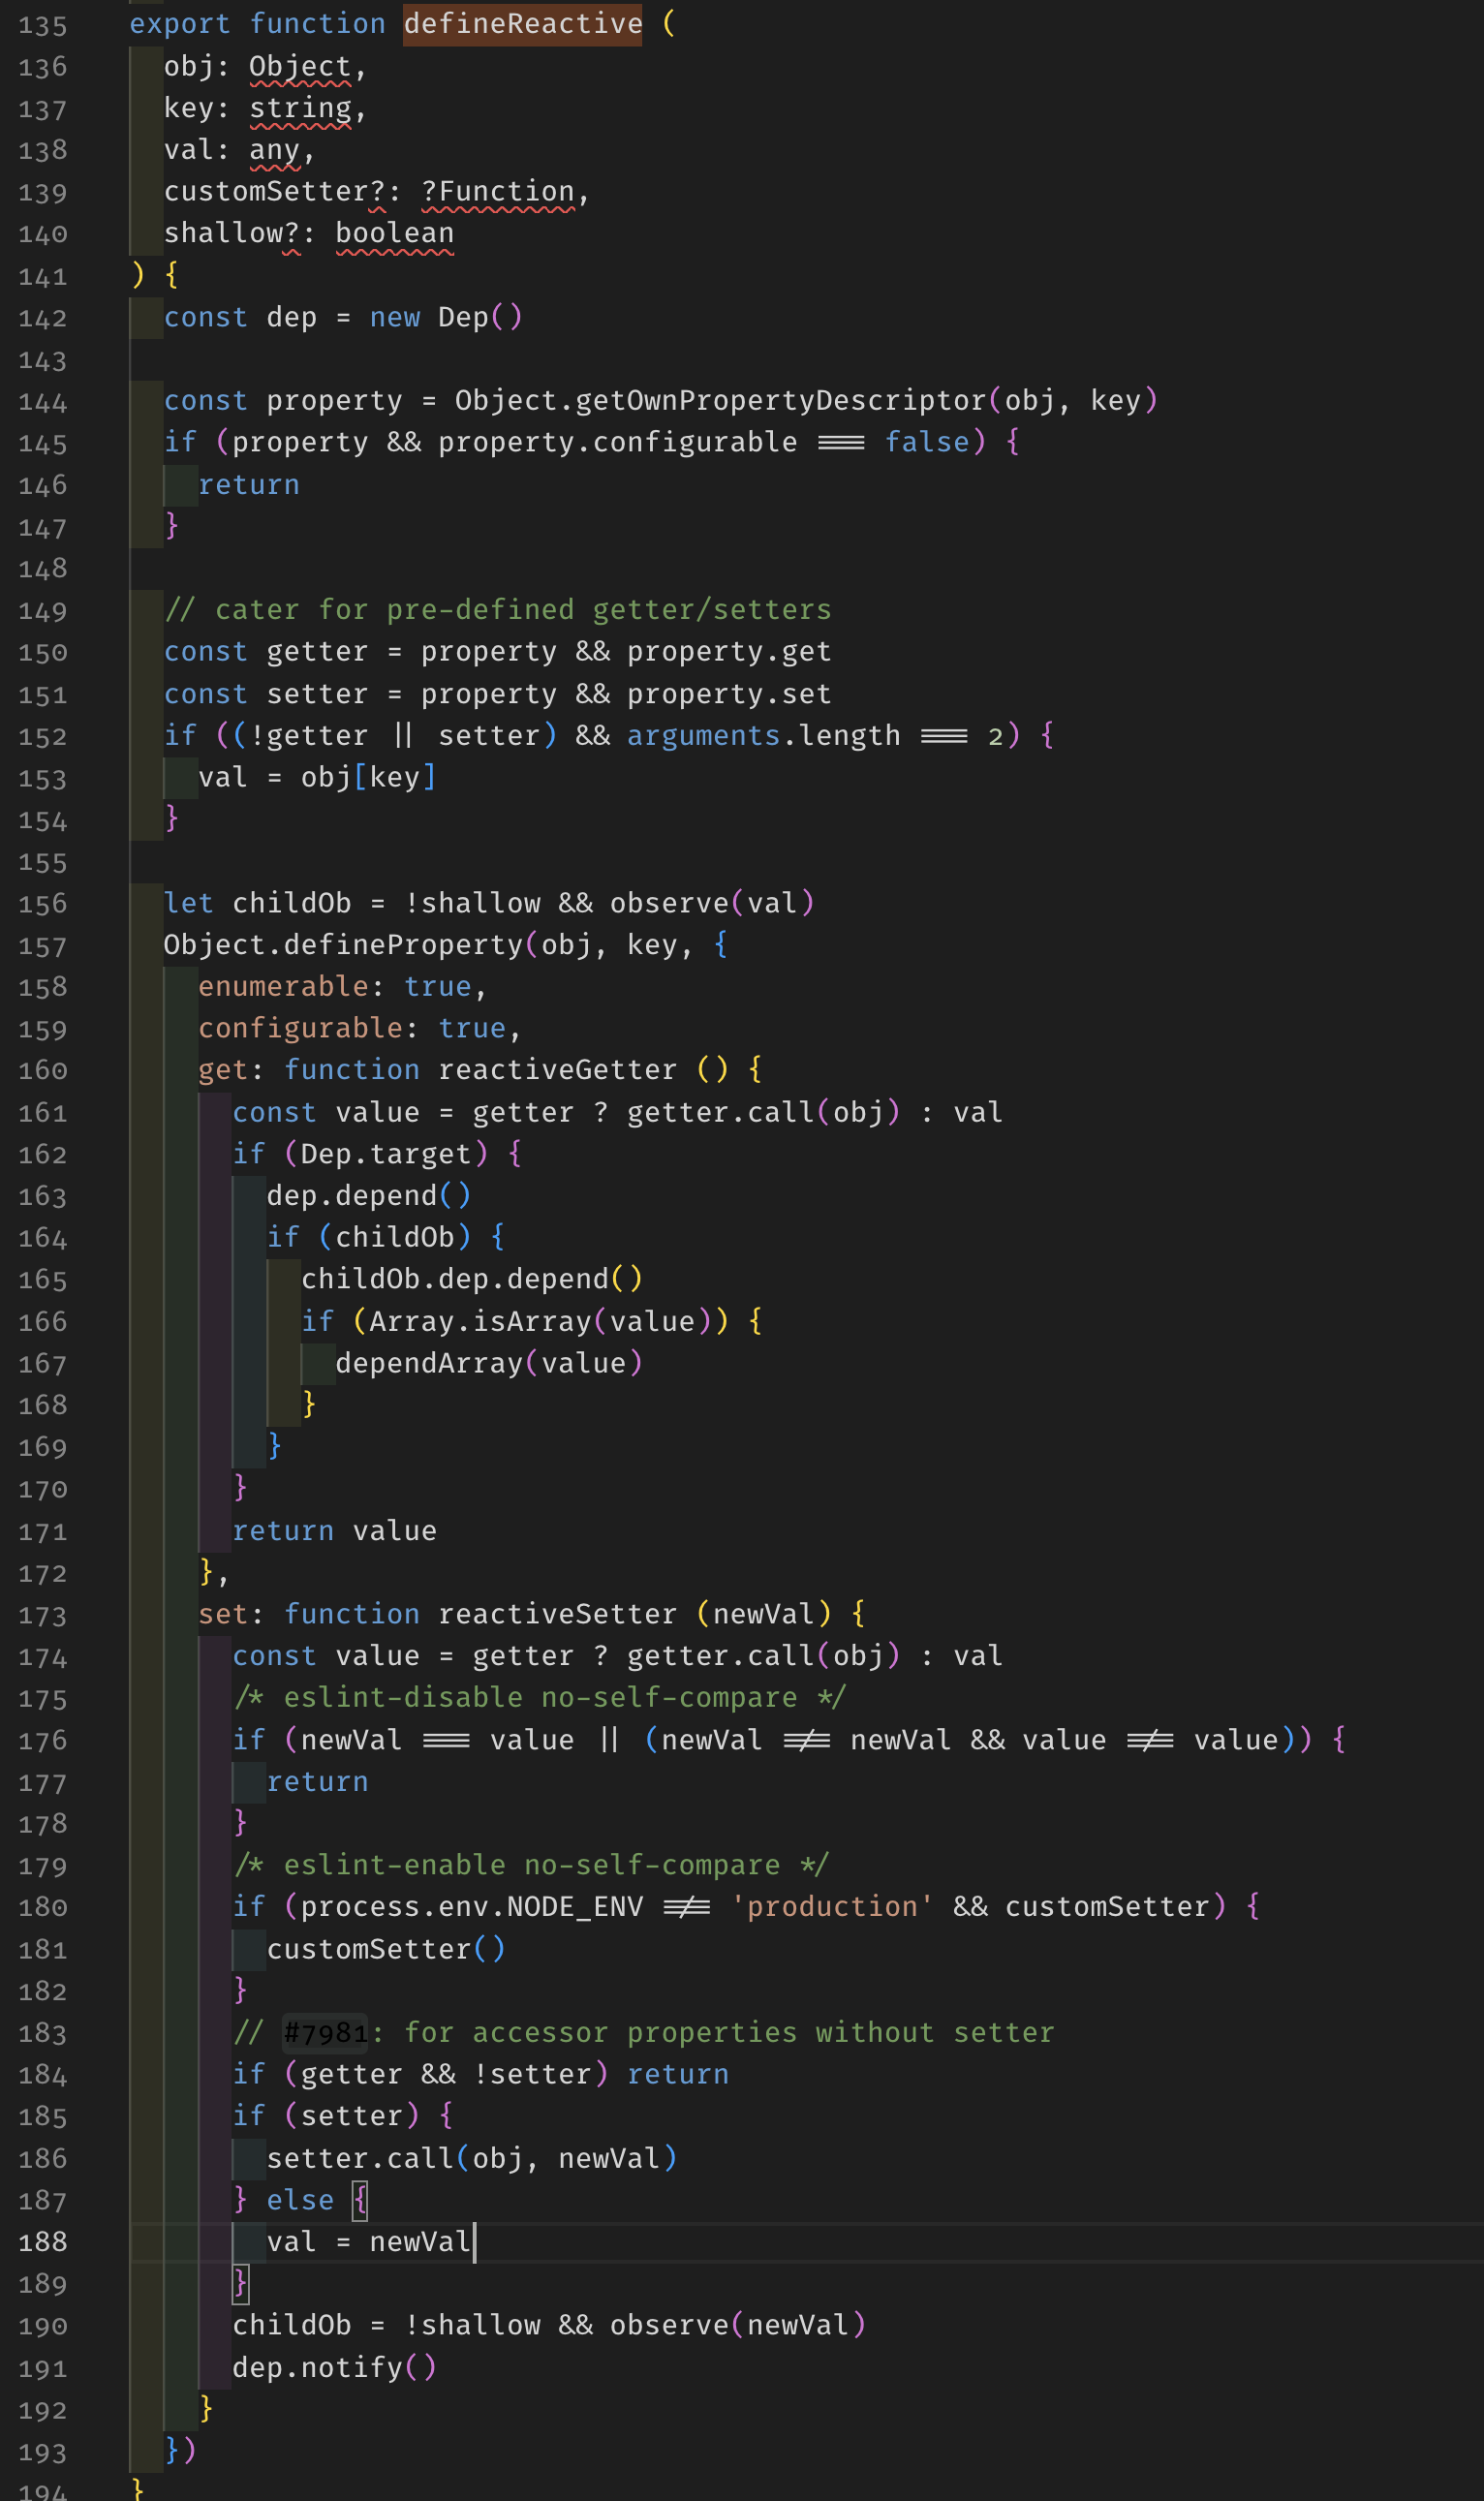 135 export function defineReactive (
136   obj: Object,
137   key: string,
138   val: any,
139   customSetter?: ?Function,
140   shallow?: boolean
141 ) {
142   const dep = new Dep()
143
144   const property = Object.getOwnPropertyDescriptor(obj, key)
145   if (property && property.configurable === false) {
146     return
147   }
148
149   // cater for pre-defined getter/setters
150   const getter = property && property.get
151   const setter = property && property.set
152   if ((!getter || setter) && arguments.length === 2) {
153     val = obj[key]
154   }
155
156   let childOb = !shallow && observe(val)
157   Object.defineProperty(obj, key, {
158     enumerable: true,
159     configurable: true,
160     get: function reactiveGetter () {
161       const value = getter ? getter.call(obj) : val
162       if (Dep.target) {
163         dep.depend()
164         if (childOb) {
165           childOb.dep.depend()
166           if (Array.isArray(value)) {
167             dependArray(value)
168           }
169         }
170       }
171       return value
172     },
173     set: function reactiveSetter (newVal) {
174       const value = getter ? getter.call(obj) : val
175       /* eslint-disable no-self-compare */
176       if (newVal === value || (newVal !== newVal && value !== value)) {
177         return
178       }
179       /* eslint-enable no-self-compare */
180       if (process.env.NODE_ENV !== 'production' && customSetter) {
181         customSetter()
182       }
183       // #7981: for accessor properties without setter
184       if (getter && !setter) return
185       if (setter) {
186         setter.call(obj, newVal)
187       } else {
188         val = newVal
189       }
190       childOb = !shallow && observe(newVal)
191       dep.notify()
192     }
193   })
194 }